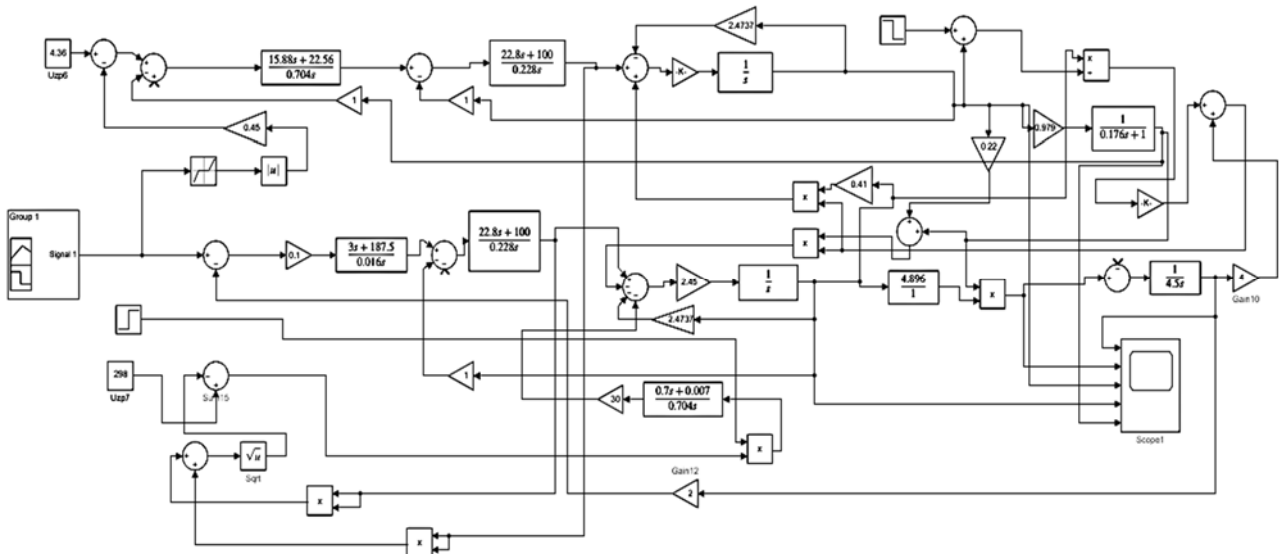 4.36
Uzp6
15.88s + 22.56
0.704s
22.8s + 100
0.228s
2.4737
-K-
1
s
1
1
0.45
|u|
0.22
0.979
1
0.176s + 1
x
÷
-K-
0.41
x
x
Group 1
Signal 1
0.1
3s + 187.5
0.016s
22.8s + 100
0.228s
2.45
1
s
2.4737
4.896
1
x
1
4.5s
4
Gain10
298
Uzp7
1
30
0.7s + 0.007
0.704s
x
Scope1
√u
Sqrt
Gain12
2
x
x